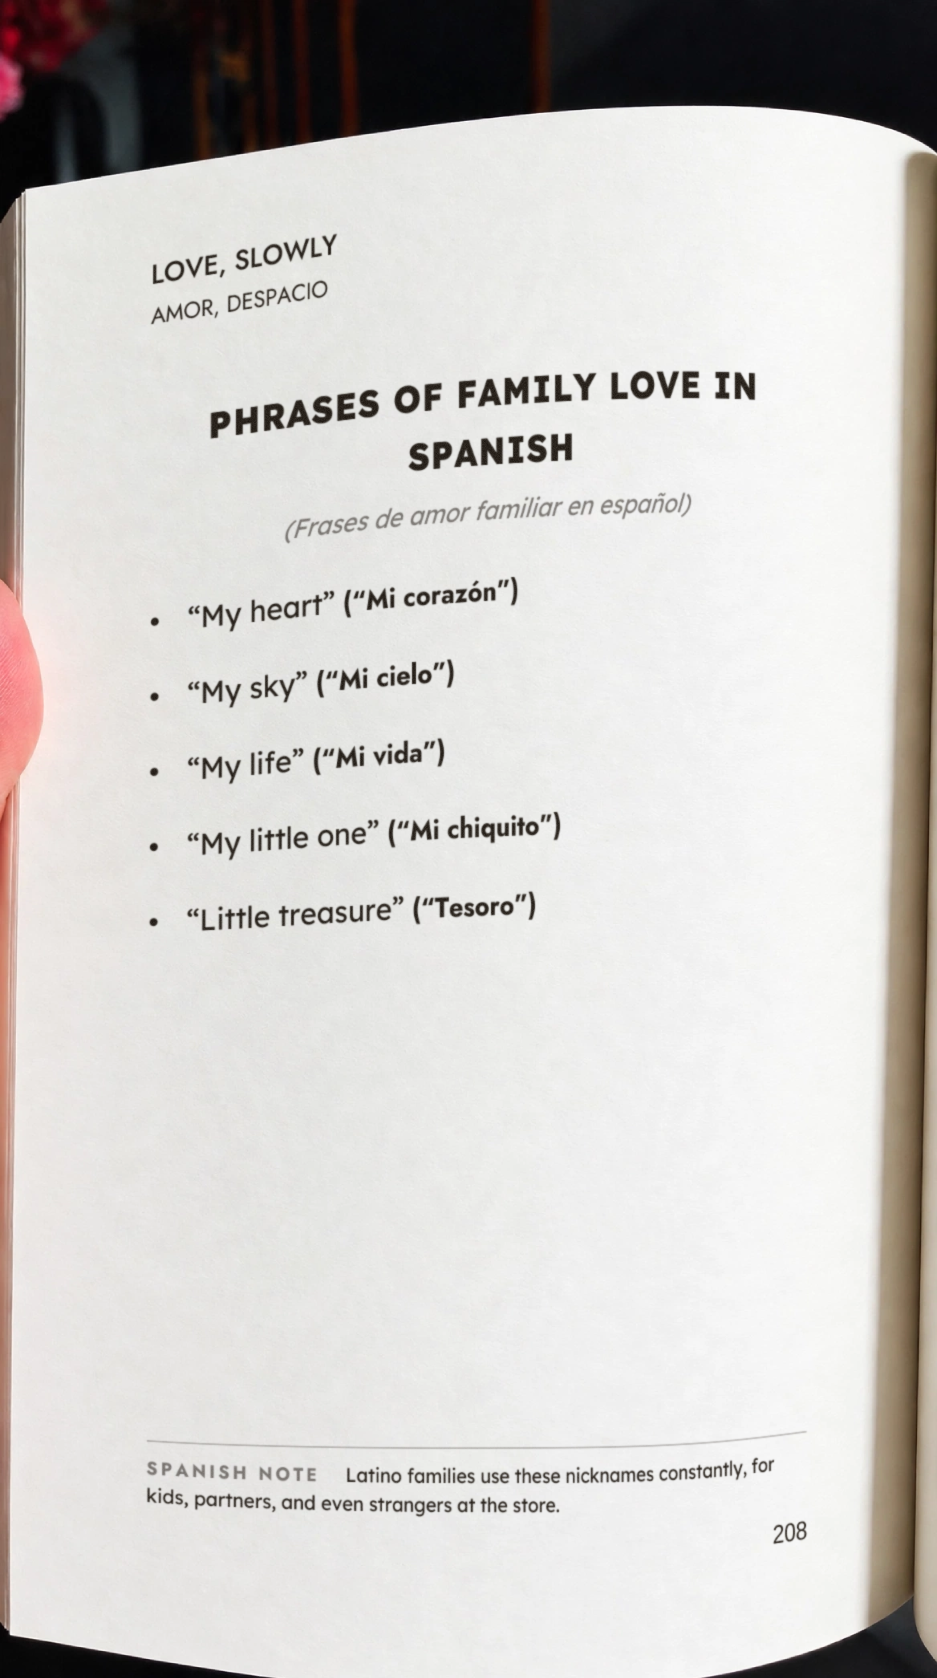 LOVE, SLOWLY
AMOR, DESPACIO
PHRASES OF FAMILY LOVE IN
SPANISH
(Frases de amor familiar en español)
• “My heart” (“Mi corazón”)
• “My sky” (“Mi cielo”)
• “My life” (“Mi vida”)
• “My little one” (“Mi chiquito”)
• “Little treasure” (“Tesoro”)
SPANISH NOTE Latino families use these nicknames constantly, for
kids, partners, and even strangers at the store.
208